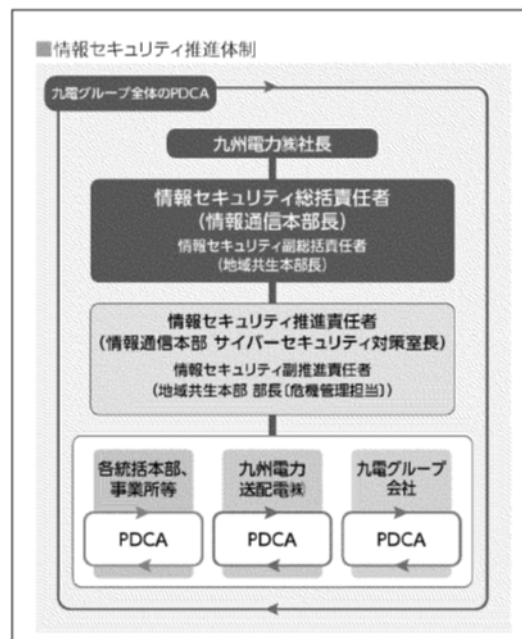 ■情報セキュリティ推進体制
九電グループ全体のPDCA
九州電力㈱社長
情報セキュリティ総括責任者
(情報通信本部長)
情報セキュリティ副総括責任者
(地域共生本部長)
情報セキュリティ推進責任者
(情報通信本部 サイバーセキュリティ対策室長)
情報セキュリティ副推進責任者
(地域共生本部 部長〔危機管理担当〕)
各統括本部、
事業所等
PDCA
九州電力
送配電㈱
PDCA
九電グループ
会社
PDCA